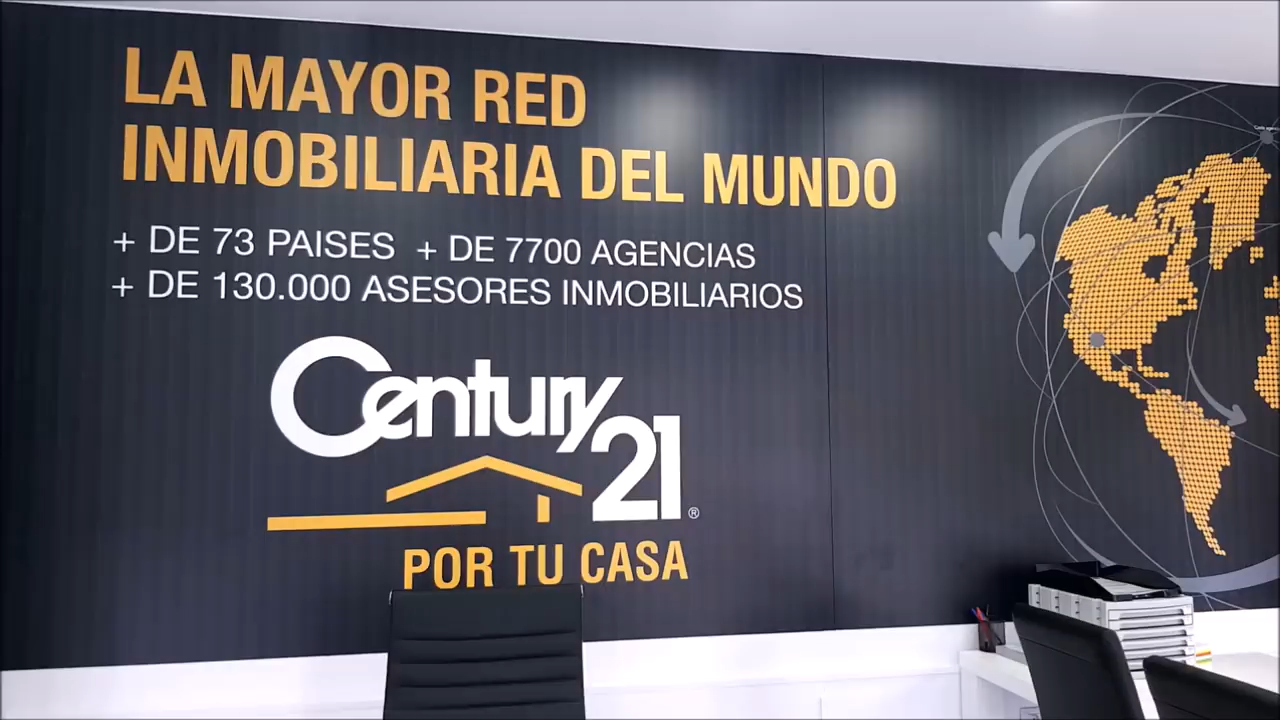 LA MAYOR RED
INMOBILIARIA DEL MUNDO
+ DE 73 PAISES + DE 7700 AGENCIAS
+ DE 130.000 ASESORES INMOBILIARIOS
Century
21
®
POR TU CASA